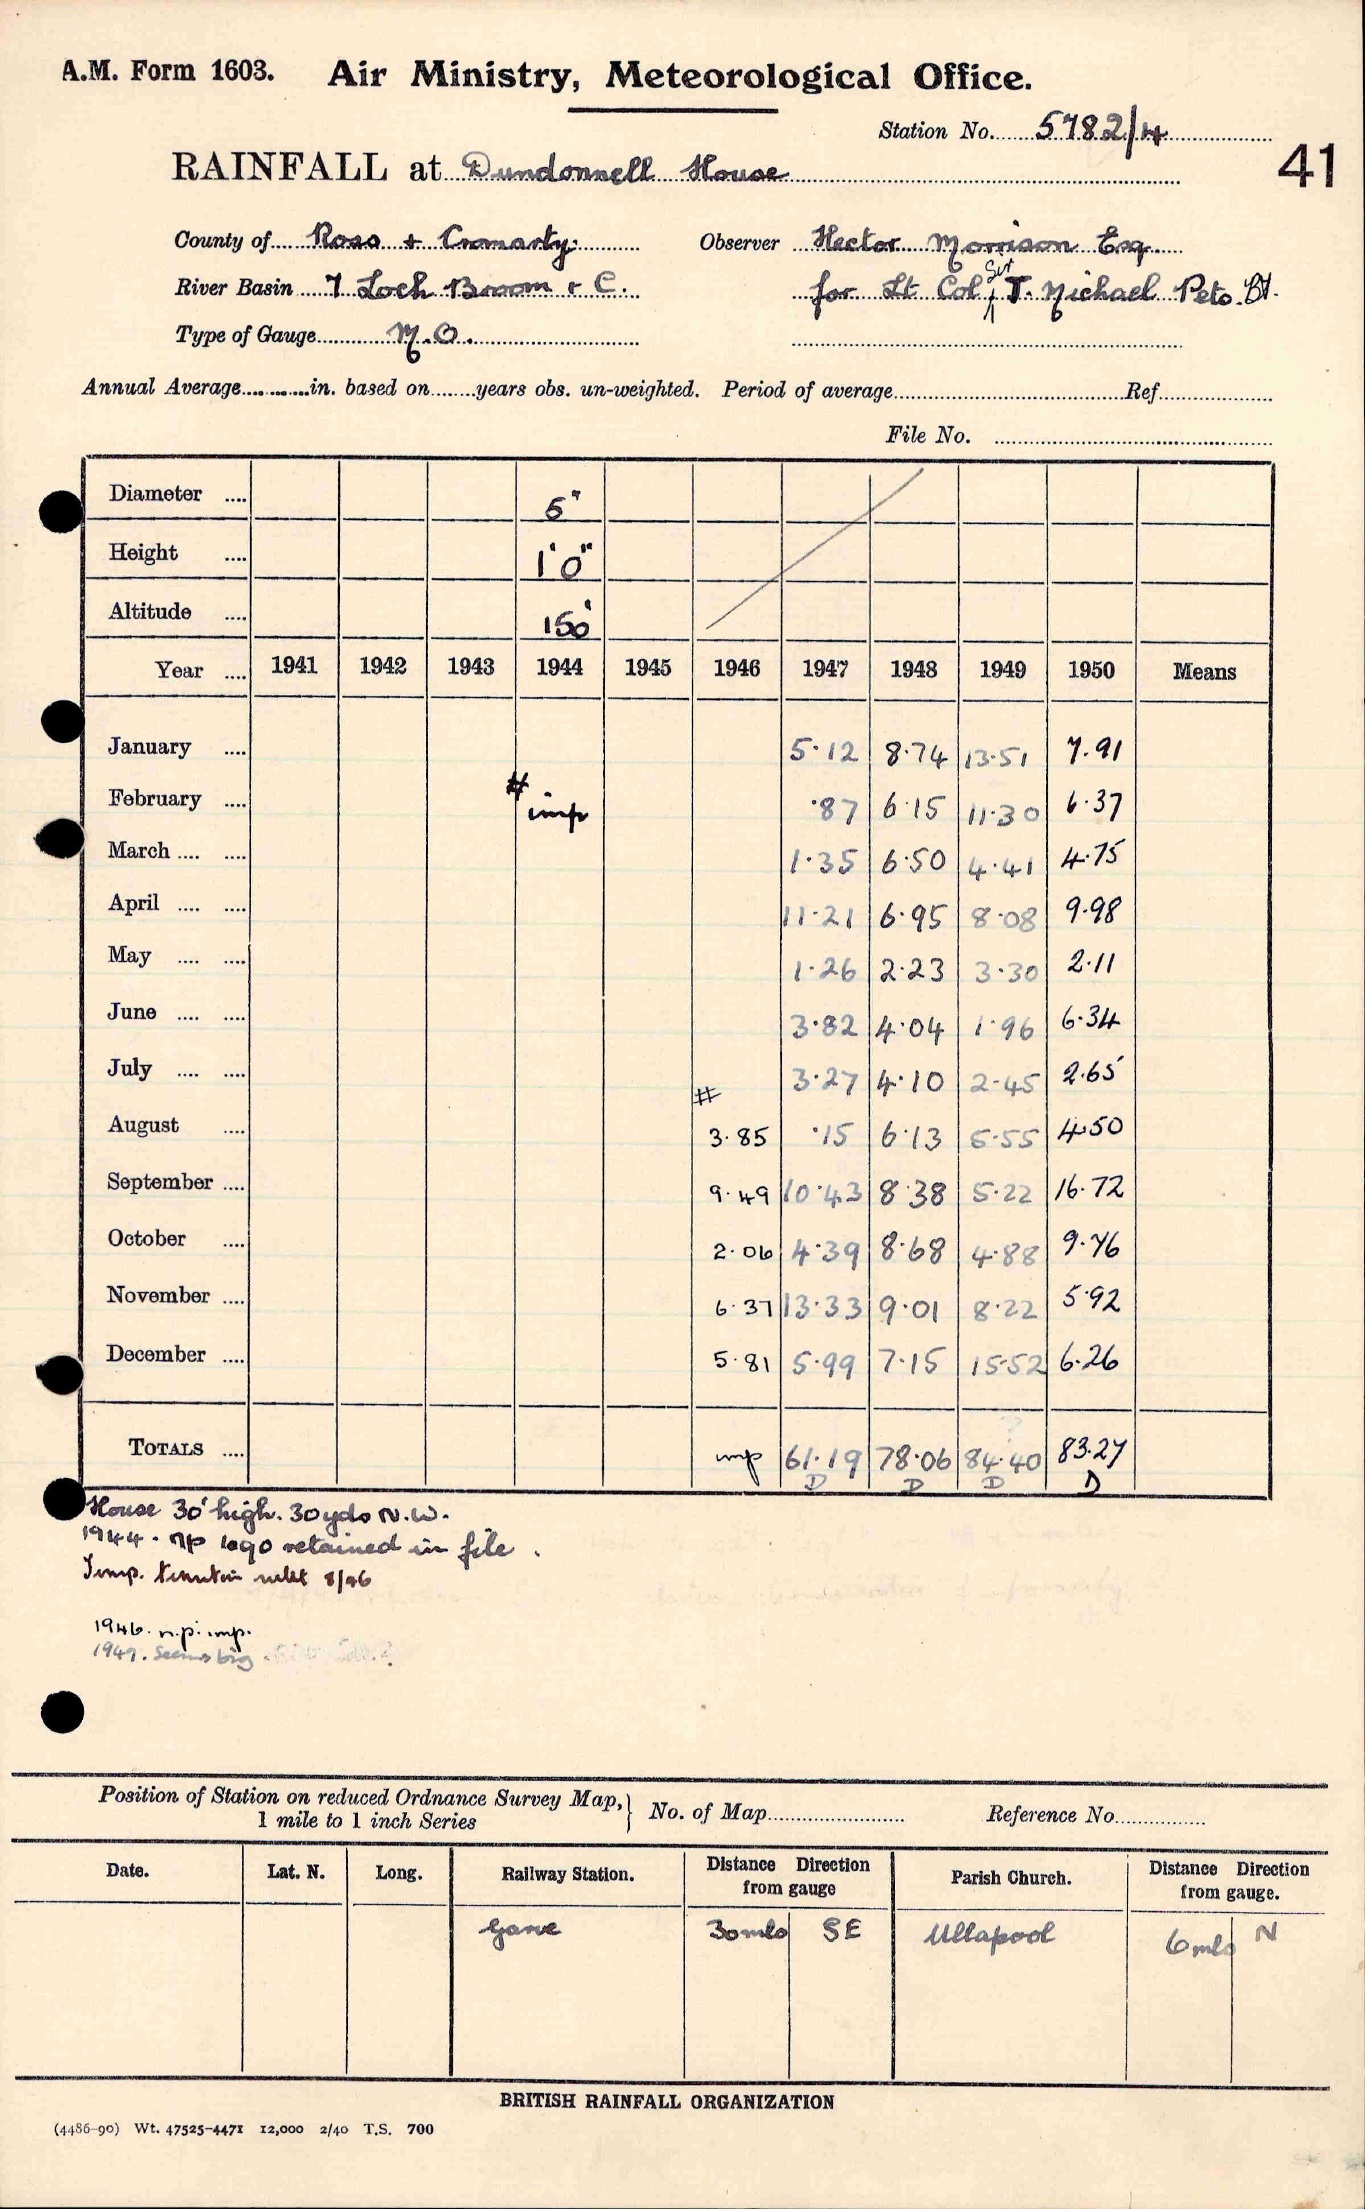 A.M. Form 1603. Air Ministry, Meteorological Office.
Station No. 5782/4
41
RAINFALL at Dundonnell House
County of Ross + Cromarty. Observer Hector Morrison Esq.
River Basin 7 Loch Broom & C. for Lt Col Sir T. Michael Peto. Bt.
Type of Gauge M.O.
Annual Average in. based on years obs. un-weighted. Period of average Ref.
File No.
Diameter 5"
Height 1' 0"
Altitude 150'
Year 1941 1942 1943 1944 1945 1946 1947 1948 1949 1950 Means
January 5·12 8·74 13·51 7.91
February # imp ·87 6·15 11·30 6·37
March 1·35 6·50 4·41 4·75
April 11·21 6·95 8·08 9·98
May 1·26 2·23 3·30 2·11
June 3·82 4·04 1·96 6·34
July 3·27 4·10 2·45 2·65
#
August 3·85 ·15 6·13 5·55 4·50
September 9·49 10·43 8·38 5·22 16·72
October 2·06 4·39 8·68 4·88 9·76
November 6·37 13·33 9·01 8·22 5·92
December 5·81 5·99 7·15 15·52 6·26
?
TOTALS imp 61·19 78·06 84·40 83·27
D D D D
House 30' high. 30 yds N.W.
1944. retained in file.
Temp. 8/46
1946. n.p. imp.
1949. Seems big.
Position of Station on reduced Ordnance Survey Map, 1 mile to 1 inch Series } No. of Map Reference No.
Date. Lat. N. Long. Railway Station. Distance Direction from gauge Parish Church. Distance Direction from gauge.
Garve 30 mls SE Ullapool 6 mls N
BRITISH RAINFALL ORGANIZATION
(4486-90) Wt. 47525-4471 12,000 2/40 T.S. 700